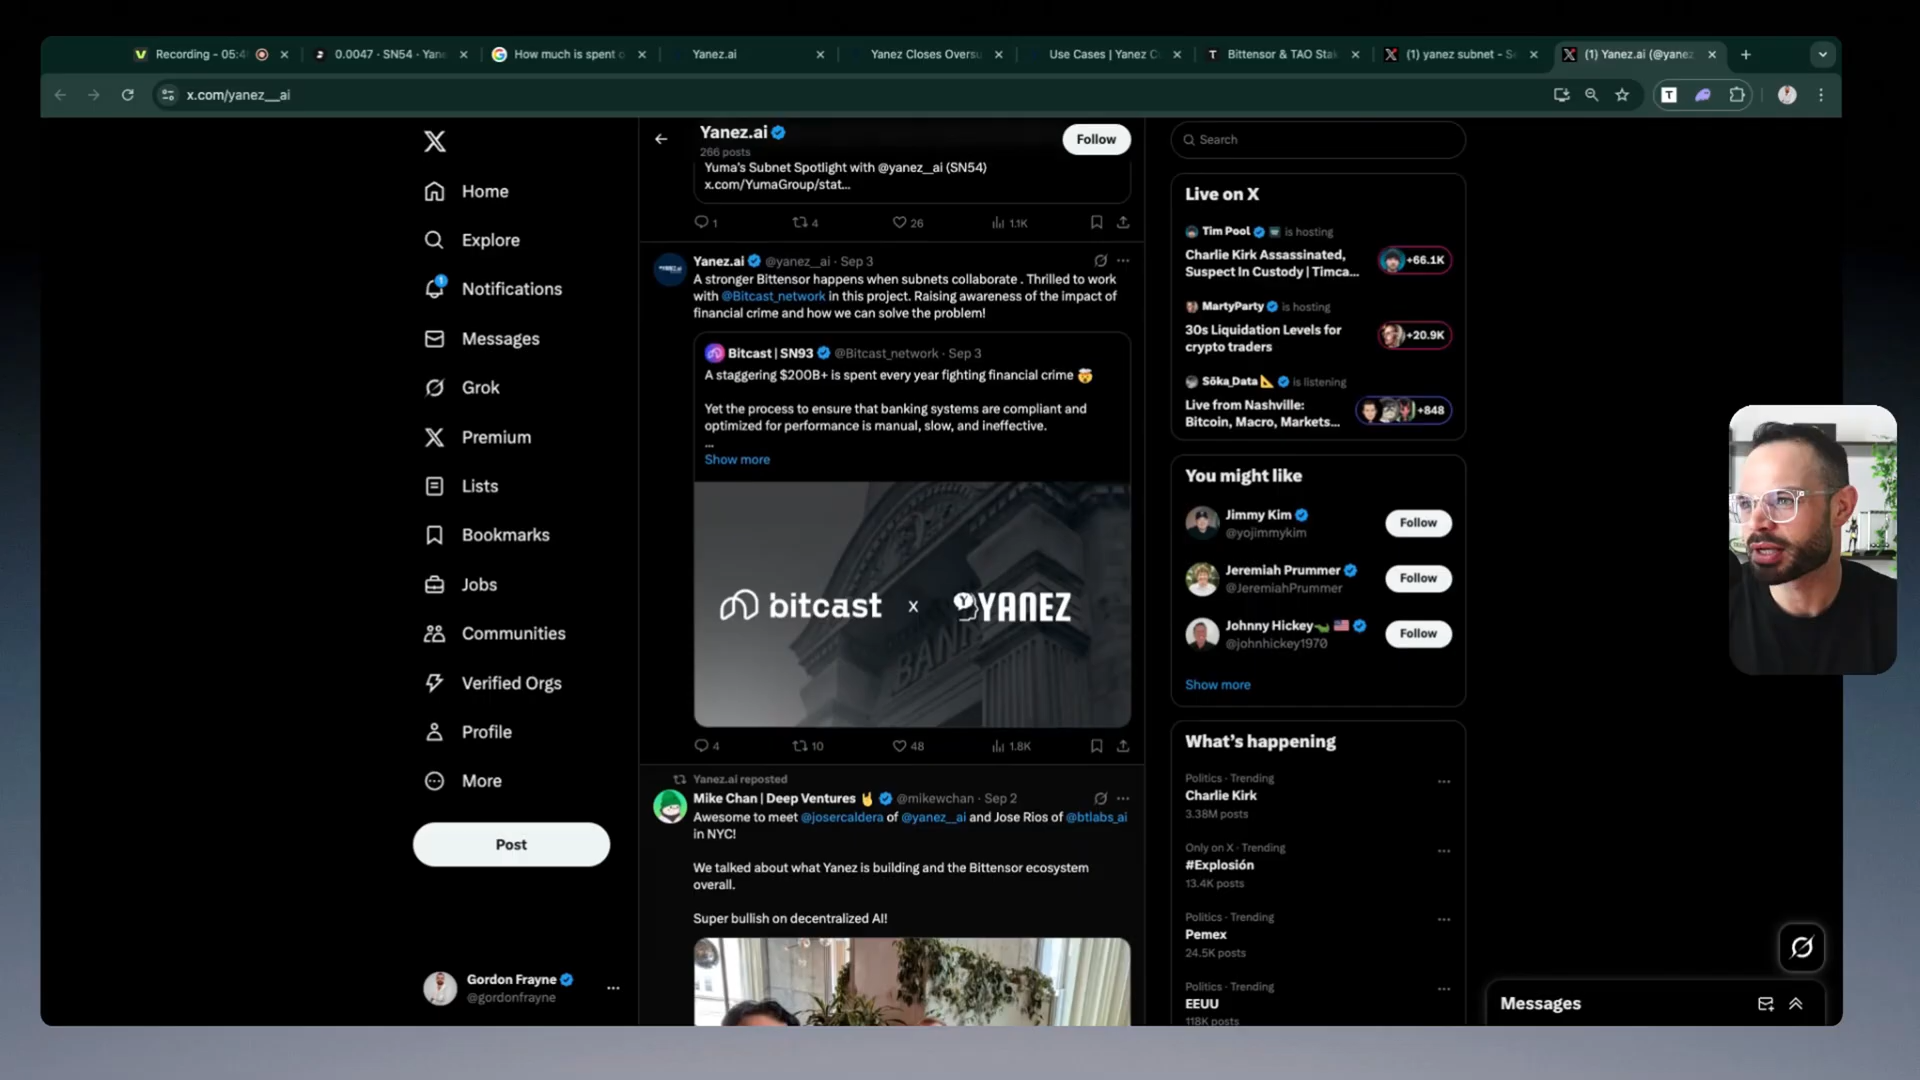 Recording - 05:4
0.0047 · SN54 · Yane
How much is spent o
Yanez.ai
Yanez Closes Oversu
Use Cases | Yanez C
Bittensor & TAO Stak
(1) yanez subnet - Se
(1) Yanez.ai (@yanez
x.com/yanez__ai
Home
Explore
1
Notifications
Messages
Grok
Premium
Lists
Bookmarks
Jobs
Communities
Verified Orgs
Profile
More
Post
Gordon Frayne
@gordonfrayne
Yanez.ai
266 posts
Follow
Yuma's Subnet Spotlight with @yanez__ai (SN54)
x.com/YumaGroup/stat...
1 4 26 1.1K
Yanez.ai @yanez__ai · Sep 3
A stronger Bittensor happens when subnets collaborate . Thrilled to work
with @Bitcast_network in this project. Raising awareness of the impact of
financial crime and how we can solve the problem!
Bitcast | SN93 @Bitcast_network · Sep 3
A staggering $200B+ is spent every year fighting financial crime 🤯
Yet the process to ensure that banking systems are compliant and
optimized for performance is manual, slow, and ineffective.
...
Show more
bitcast x YANEZ
BANK
4 10 48 1.8K
Yanez.ai reposted
Mike Chan | Deep Ventures 🤘 @mikewchan · Sep 2
Awesome to meet @josercaldera of @yanez__ai and Jose Rios of @btlabs_ai
in NYC!
We talked about what Yanez is building and the Bittensor ecosystem
overall.
Super bullish on decentralized AI!
Search
Live on X
Tim Pool is hosting
Charlie Kirk Assassinated,
Suspect In Custody | Timca...
+66.1K
MartyParty is hosting
30s Liquidation Levels for
crypto traders
+20.9K
Sōka_Data 📐 is listening
Live from Nashville:
Bitcoin, Macro, Markets...
+848
You might like
Jimmy Kim
@yojimmykim
Follow
Jeremiah Prummer
@JeremiahPrummer
Follow
Johnny Hickey
@johnhickey1970
Follow
Show more
What's happening
Politics · Trending
Charlie Kirk
3.38M posts
Only on X · Trending
#Explosión
13.4K posts
Politics · Trending
Pemex
24.5K posts
Politics · Trending
EEUU
118K posts
Messages